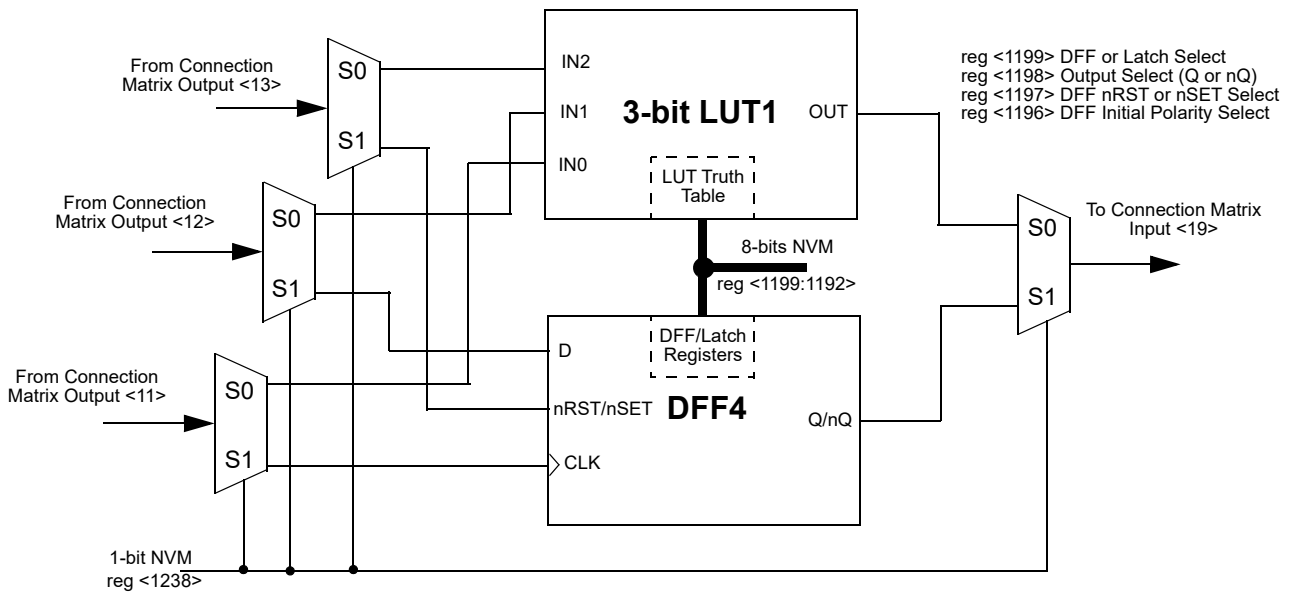 From Connection
Matrix Output <13>
S0
S1
IN2
IN1
IN0
3-bit LUT1
OUT
LUT Truth
Table
reg <1199> DFF or Latch Select
reg <1198> Output Select (Q or nQ)
reg <1197> DFF nRST or nSET Select
reg <1196> DFF Initial Polarity Select
From Connection
Matrix Output <12>
S0
S1
8-bits NVM
reg <1199:1192>
S0
S1
To Connection Matrix
Input <19>
From Connection
Matrix Output <11>
S0
S1
D
nRST/nSET
CLK
DFF/Latch
Registers
DFF4
Q/nQ
1-bit NVM
reg <1238>